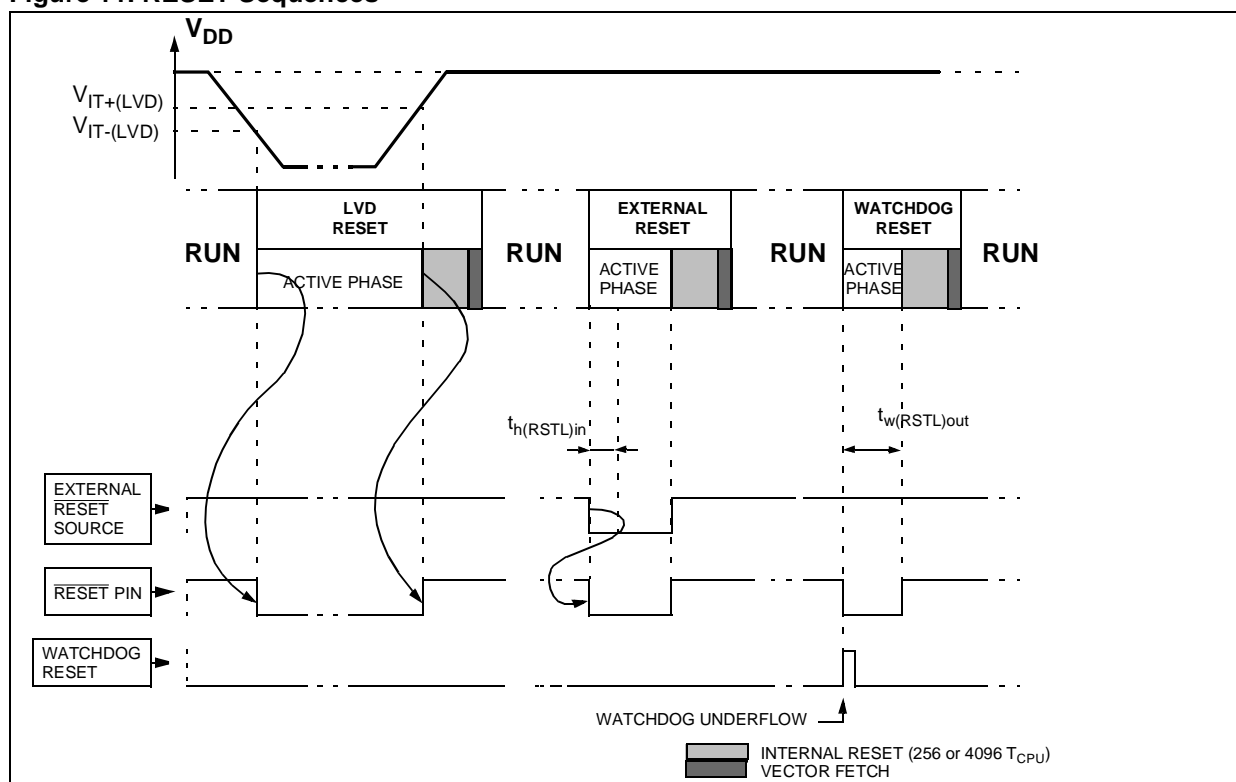 Figure 14. RESET Sequences
VDD
VIT+(LVD)
VIT-(LVD)
LVD
RESET
EXTERNAL
RESET
WATCHDOG
RESET
RUN
RUN
RUN
RUN
ACTIVE PHASE
ACTIVE
PHASE
ACTIVE
PHASE
th(RSTL)in
tw(RSTL)out
EXTERNAL
RESET
SOURCE
RESET PIN
WATCHDOG
RESET
WATCHDOG UNDERFLOW
INTERNAL RESET (256 or 4096 TCPU)
VECTOR FETCH